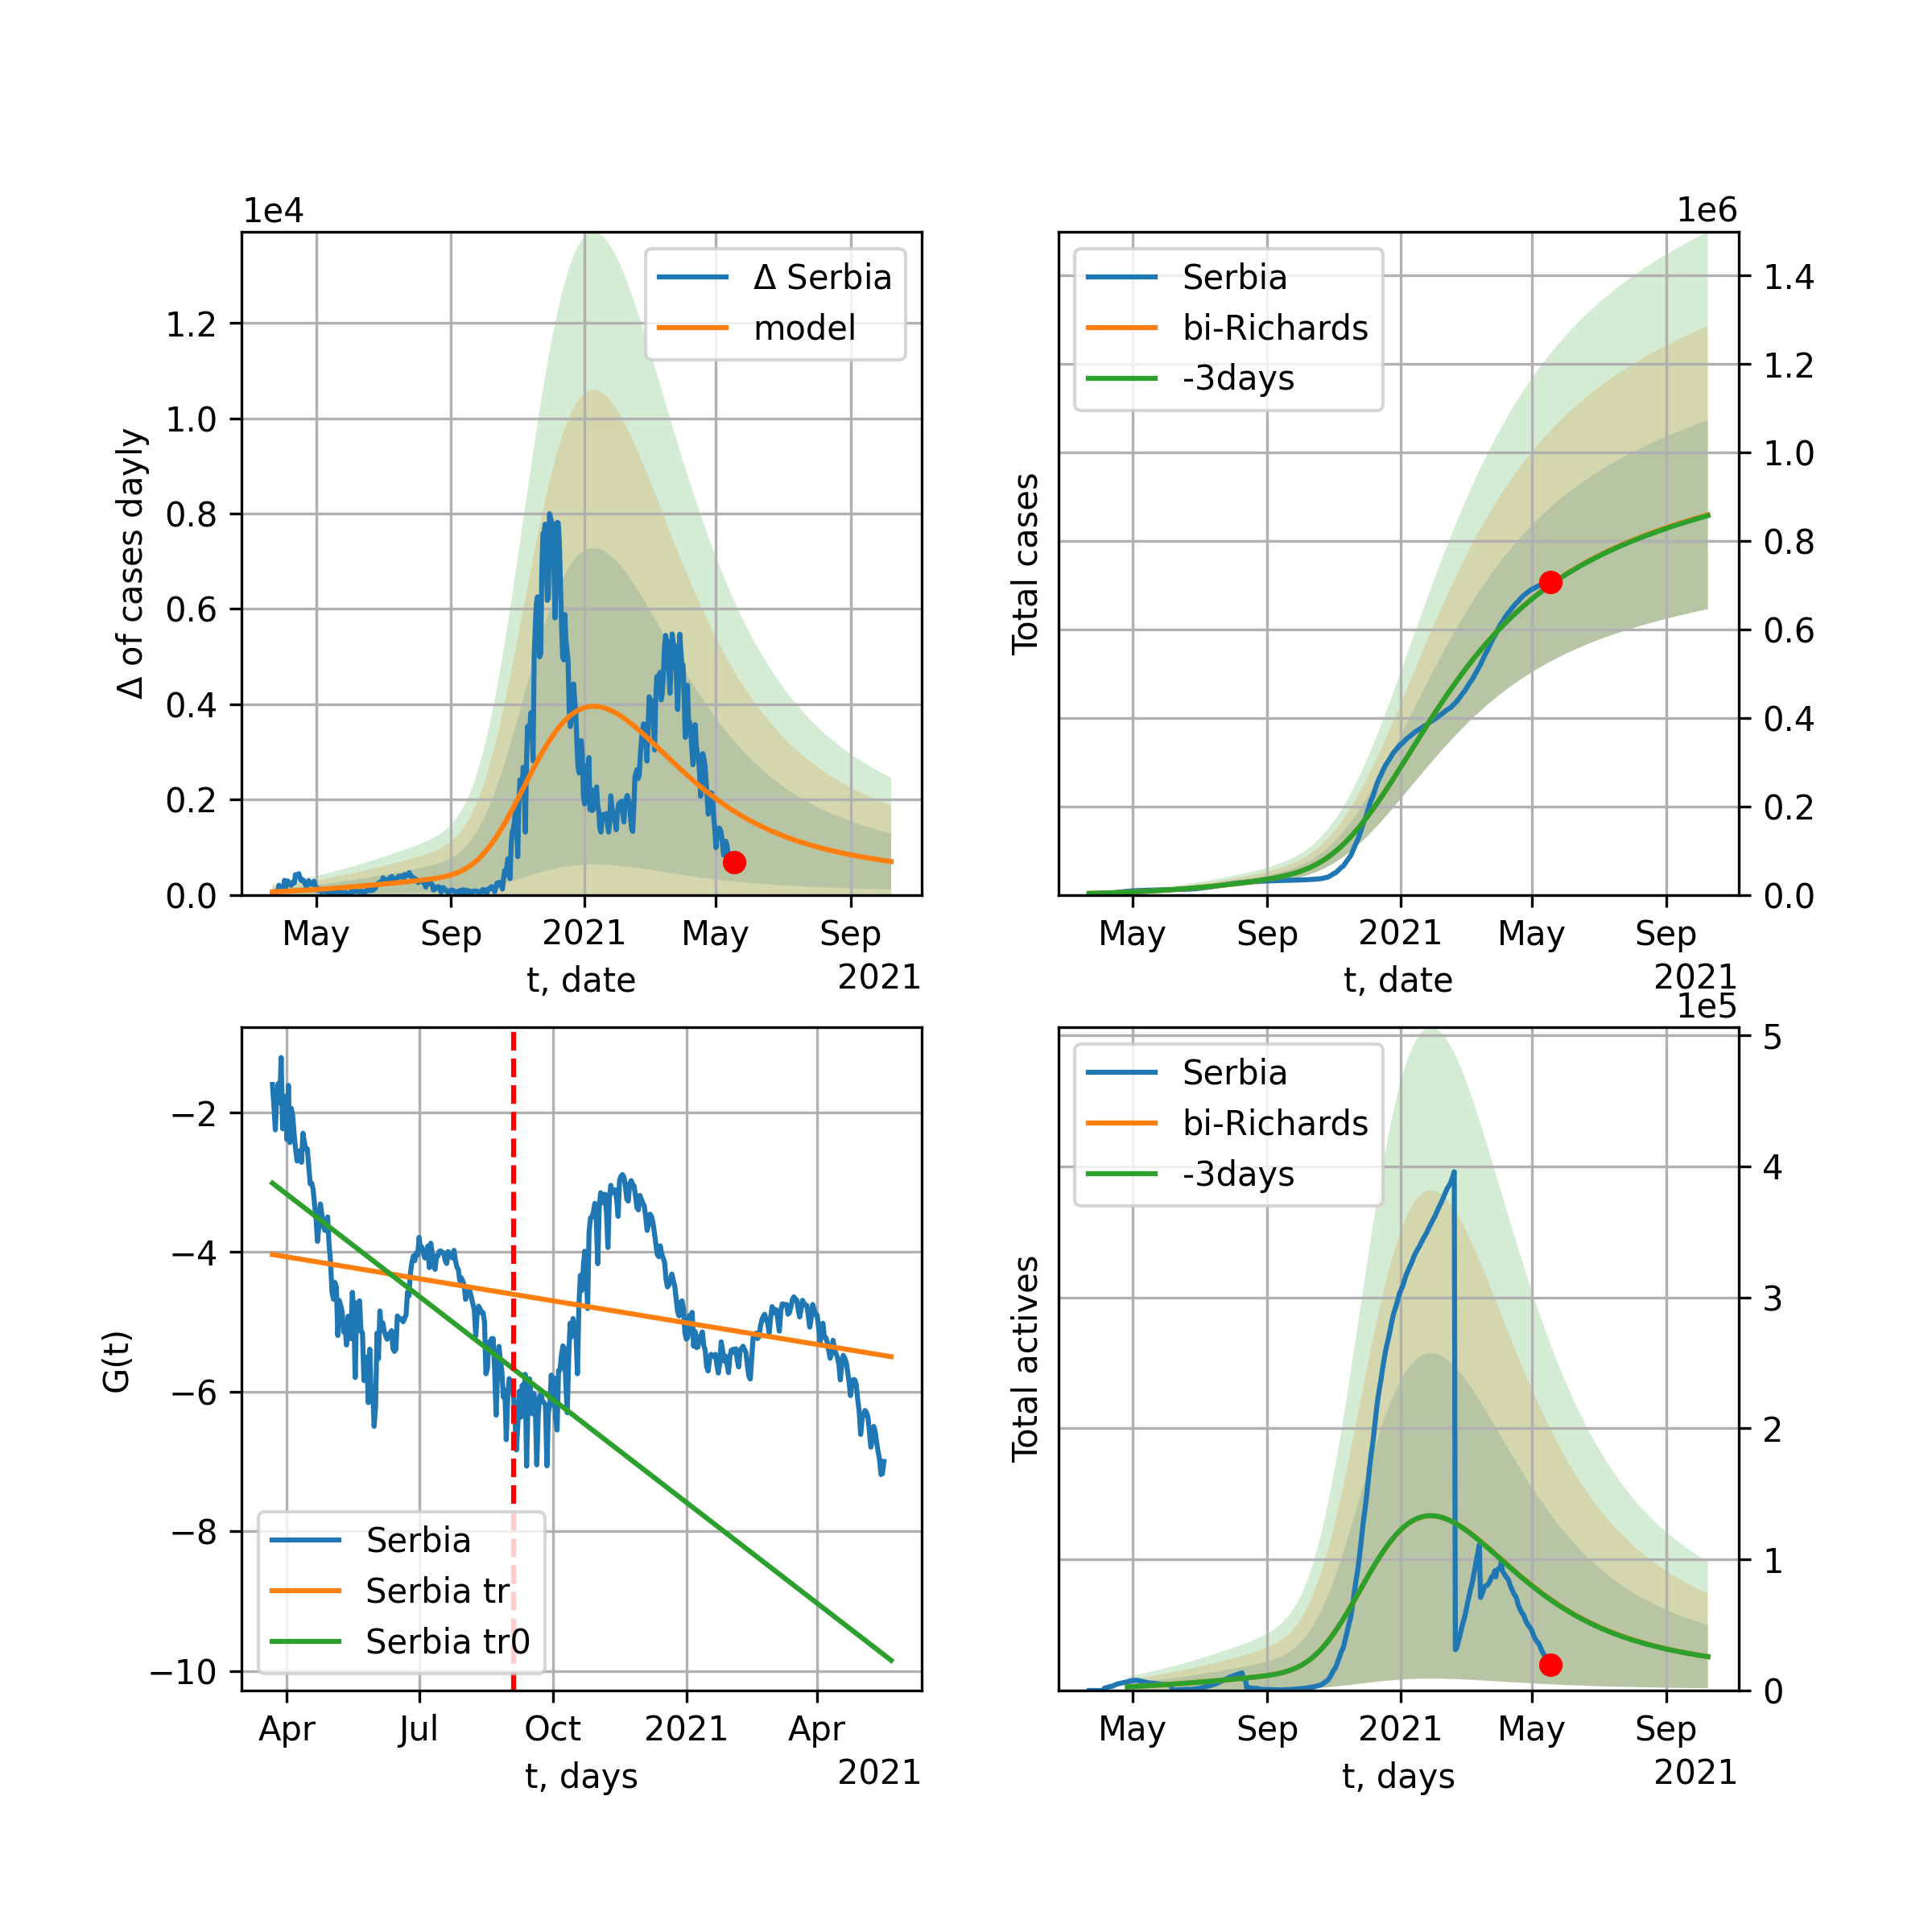 1e4
Δ Serbia
model
1.2
1.0
0.8
0.6
0.4
0.2
0.0
Δ of cases dayly
May
Sep
2021
May
Sep
t, date
2021
1e6
Serbia
bi-Richards
-3days
1.4
1.2
1.0
0.8
0.6
0.4
0.2
0.0
Total cases
May
Sep
2021
May
Sep
t, date
2021
−2
−4
−6
−8
−10
G(t)
Serbia
Serbia tr
Serbia tr0
Apr
Jul
Oct
2021
Apr
t, days
2021
1e5
Serbia
bi-Richards
-3days
5
4
3
2
1
0
Total actives
May
Sep
2021
May
Sep
t, days
2021